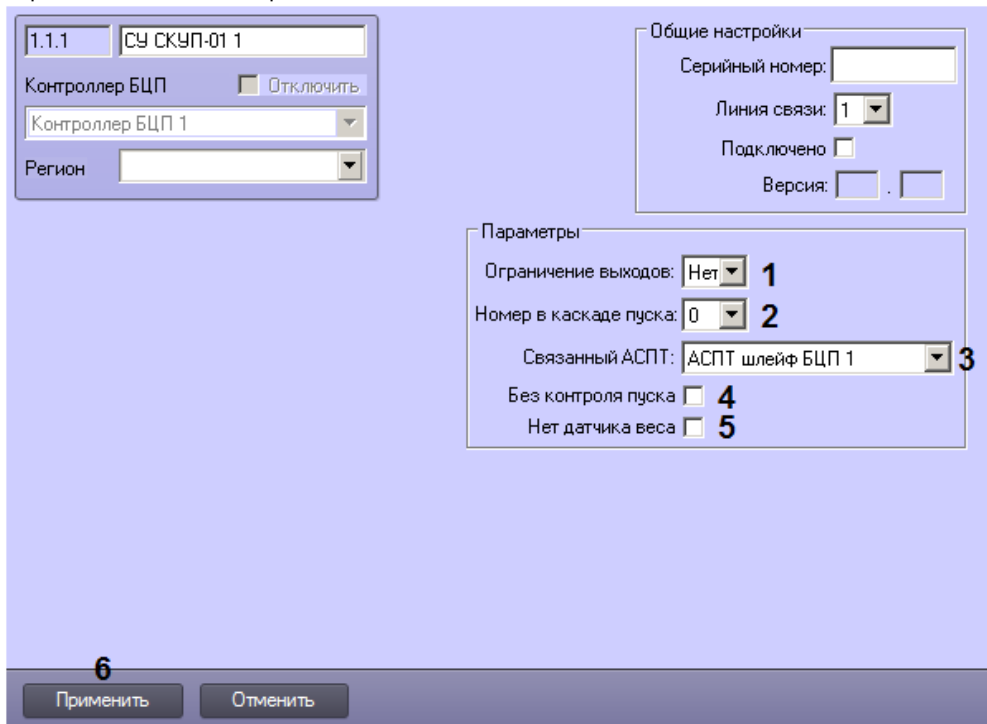 1.1.1 СУ СКУП-01 1
Контроллер БЦП Отключить
Контроллер БЦП 1
Регион
Общие настройки
Серийный номер:
Линия связи: 1
Подключено
Версия: .
Параметры
Ограничение выходов: Нет 1
Номер в каскаде пуска: 0 2
Связанный АСПТ: АСПТ шлейф БЦП 1 3
Без контроля пуска 4
Нет датчика веса 5
6
Применить Отменить